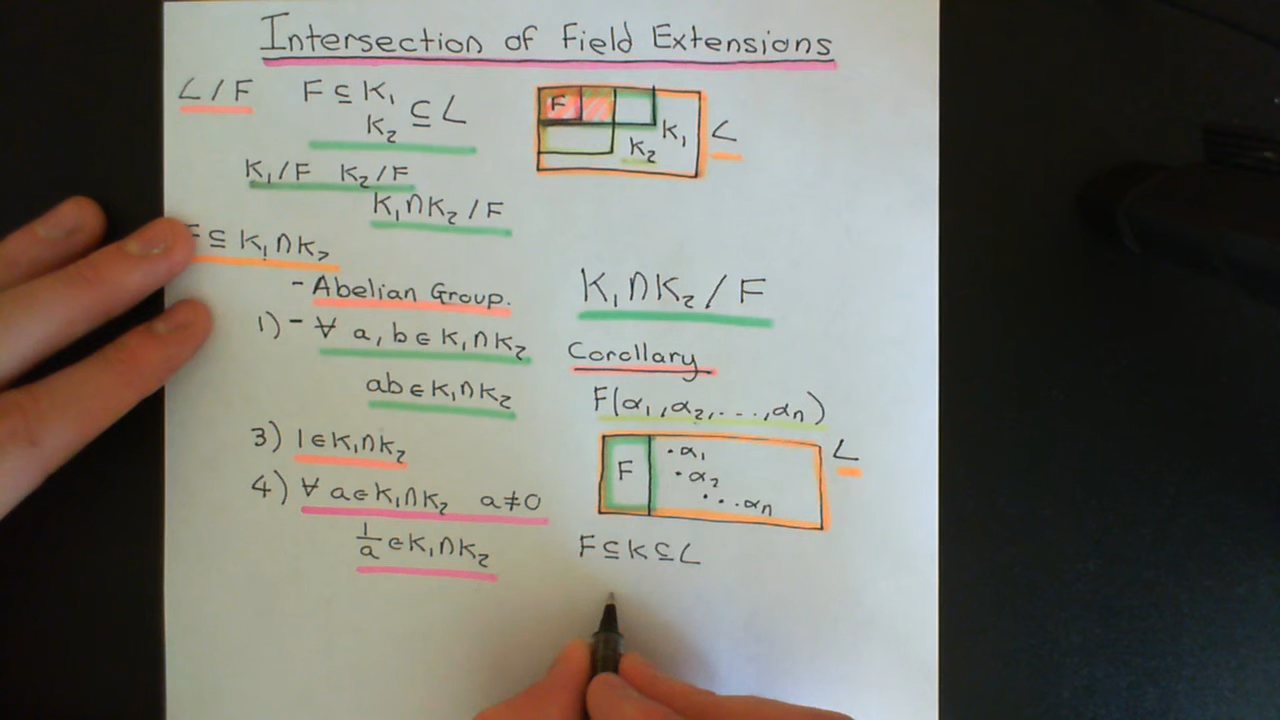 Intersection of Field Extensions
L/F F⊆K₁
K₂ ⊆ L
K₁/F K₂/F
K₁∩K₂/F
F⊆K₁∩K₂
- Abelian Group.
1) - ∀ a,b∈K₁∩K₂
ab∈K₁∩K₂
3) 1∈K₁∩K₂
4) ∀ a∈K₁∩K₂ a≠0
1/a ∈K₁∩K₂
F
K₁ L
K₂
K₁∩K₂/F
Corollary
F(α₁,α₂,...,αn)
F ·α₁ L
·α₂
...αn
F⊆K⊆L